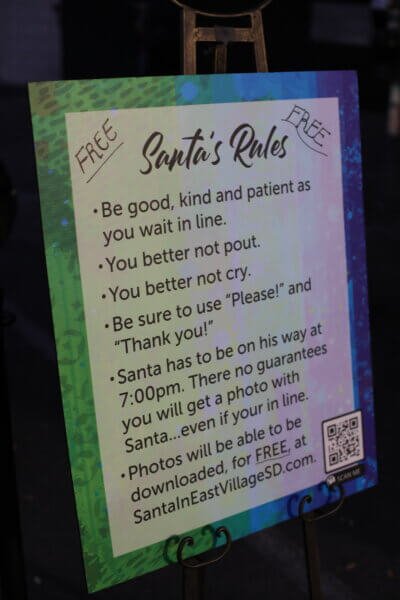 FREE
FREE
Santa's Rules
• Be good, kind and patient as
you wait in line.
• You better not pout.
• You better not cry.
• Be sure to use “Please!” and
“Thank you!”
• Santa has to be on his way at
7:00pm. There no guarantees
you will get a photo with
Santa...even if your in line.
• Photos will be able to be
downloaded, for FREE, at
SantaInEastVillageSD.com.
SCAN ME